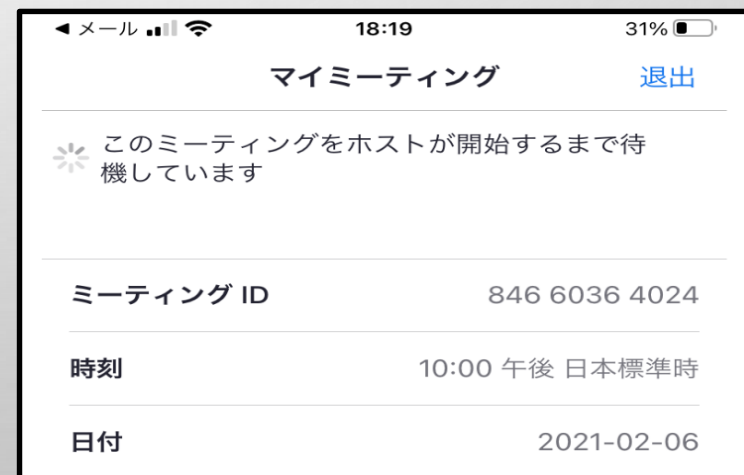 ◀ メール 18:19 31%
マイミーティング 退出
このミーティングをホストが開始するまで待
機しています
ミーティング ID 846 6036 4024
時刻 10:00 午後 日本標準時
日付 2021-02-06